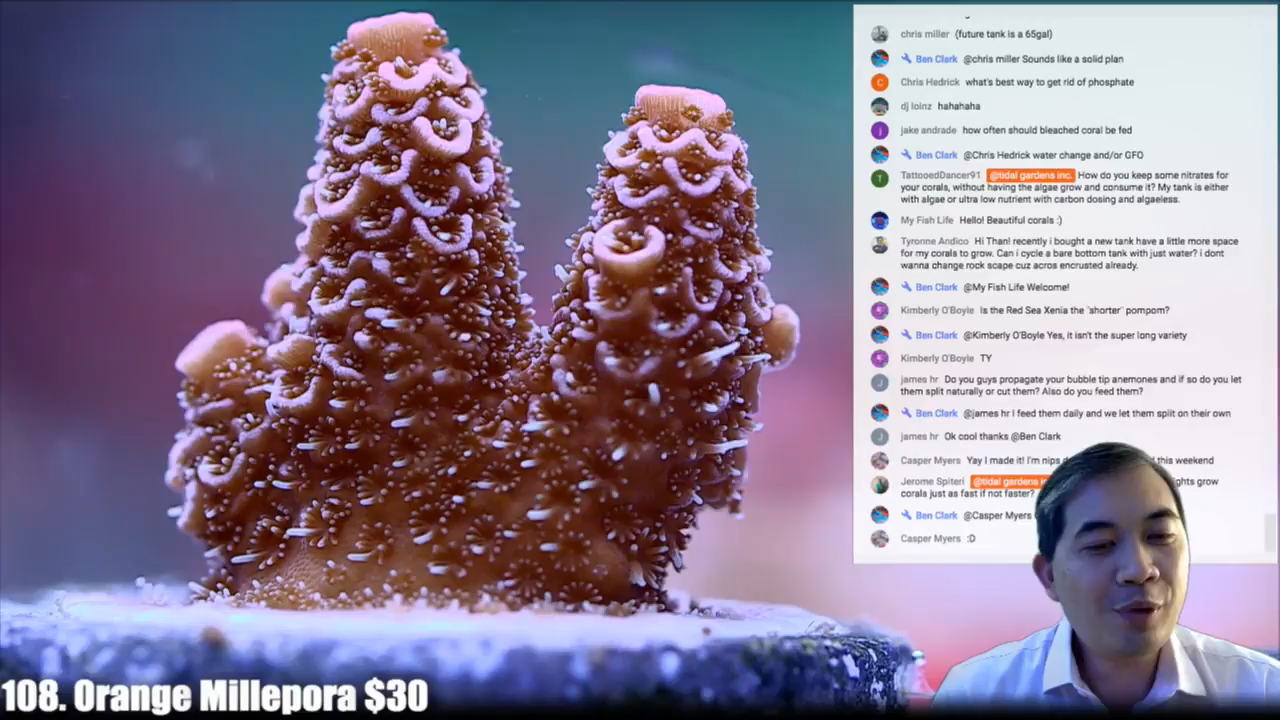 chris miller (future tank is a 65gal)
Ben Clark @chris miller Sounds like a solid plan
Chris Hedrick what's best way to get rid of phosphate
dj loinz hahahaha
jake andrade how often should bleached coral be fed
Ben Clark @Chris Hedrick water change and/or GFO
TattooedDancer91 @tidal gardens inc. How do you keep some nitrates for
your corals, without having the algae grow and consume it? My tank is either
with algae or ultra low nutrient with carbon dosing and algaeless.
My Fish Life Hello! Beautiful corals :)
Tyronne Andico Hi Than! recently i bought a new tank have a little more space
for my corals to grow. Can i cycle a bare bottom tank with just water? i dont
wanna change rock scape cuz acros encrusted already.
Ben Clark @My Fish Life Welcome!
Kimberly O'Boyle Is the Red Sea Xenia the "shorter" pompom?
Ben Clark @Kimberly O'Boyle Yes, it isn't the super long variety
Kimberly O'Boyle TY
james hr Do you guys propagate your bubble tip anemones and if so do you let
them split naturally or cut them? Also do you feed them?
Ben Clark @james hr I feed them daily and we let them split on their own
james hr Ok cool thanks @Ben Clark
Casper Myers Yay I made it! I'm nips this weekend
Jerome Spiteri @tidal gardens grow
corals just as fast if not faster?
Ben Clark @Casper Myers
Casper Myers :D
108. Orange Millepora $30